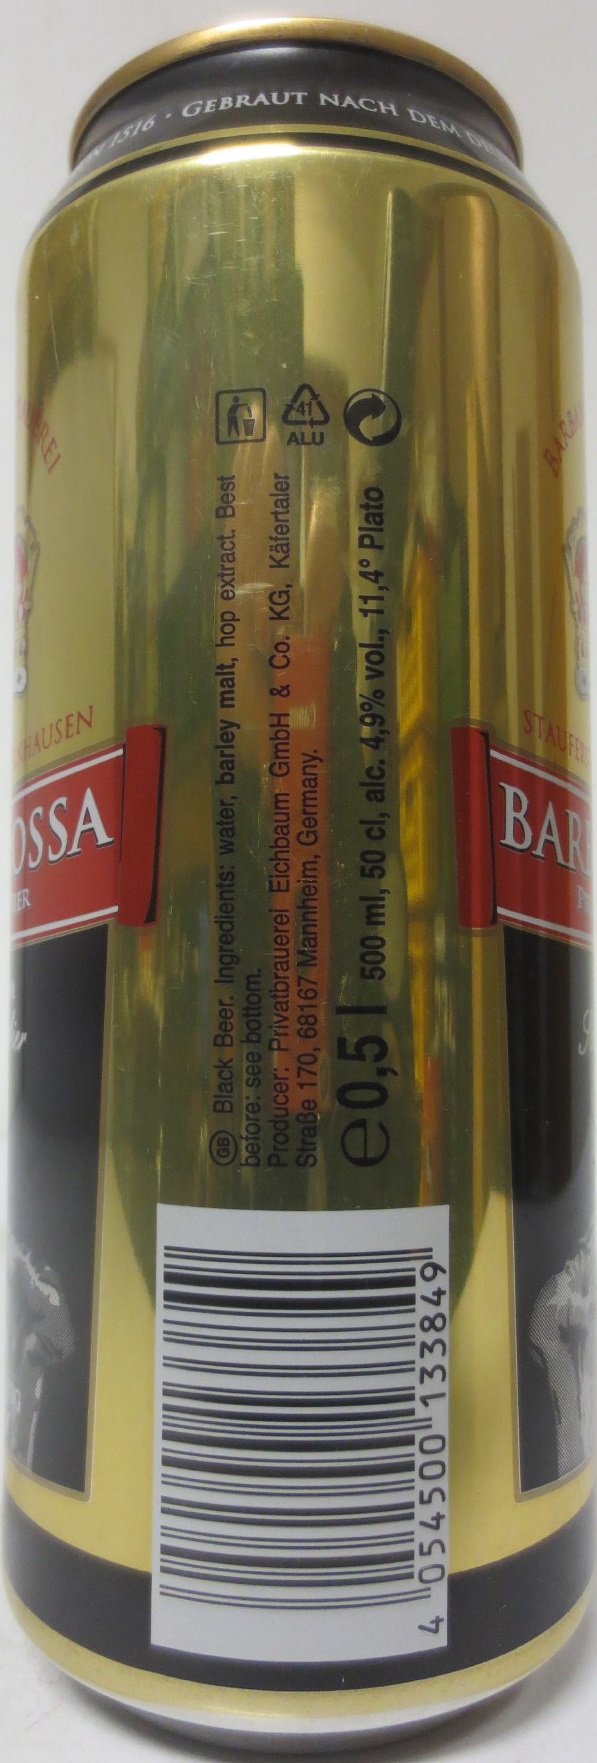 1516 · GEBRAUT NACH DEM
OSSA
STAUFER
BAR
41
ALU
GB Black Beer. Ingredients: water, barley malt, hop extract. Best
before: see bottom.
Producer: Privatbrauerei Eichbaum GmbH & Co. KG, Käfertaler
Straße 170, 68167 Mannheim, Germany.
e 0,5 l 500 ml, 50 cl, alc. 4,9% vol., 11,4° Plato
4 054500 133849